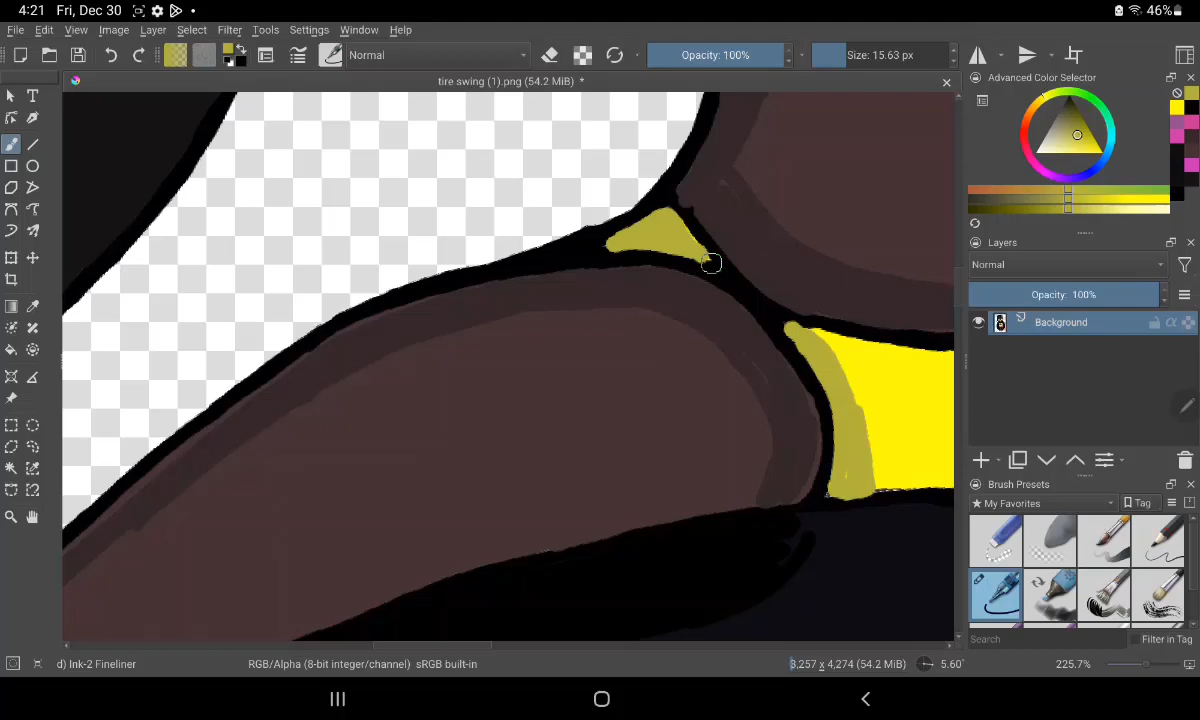 4:21 Fri, Dec 30 46%
File Edit View Image Layer Select Filter Tools Settings Window Help
Normal Opacity: 100% Size: 15.63 px
tire swing (1).png (54.2 MiB) *
Advanced Color Selector
Layers
Normal
Opacity: 100%
Background
Brush Presets
My Favorites Tag
Search Filter in Tag
d) Ink-2 Fineliner RGB/Alpha (8-bit integer/channel) sRGB built-in 3,257 x 4,274 (54.2 MiB) 5.60° 225.7%